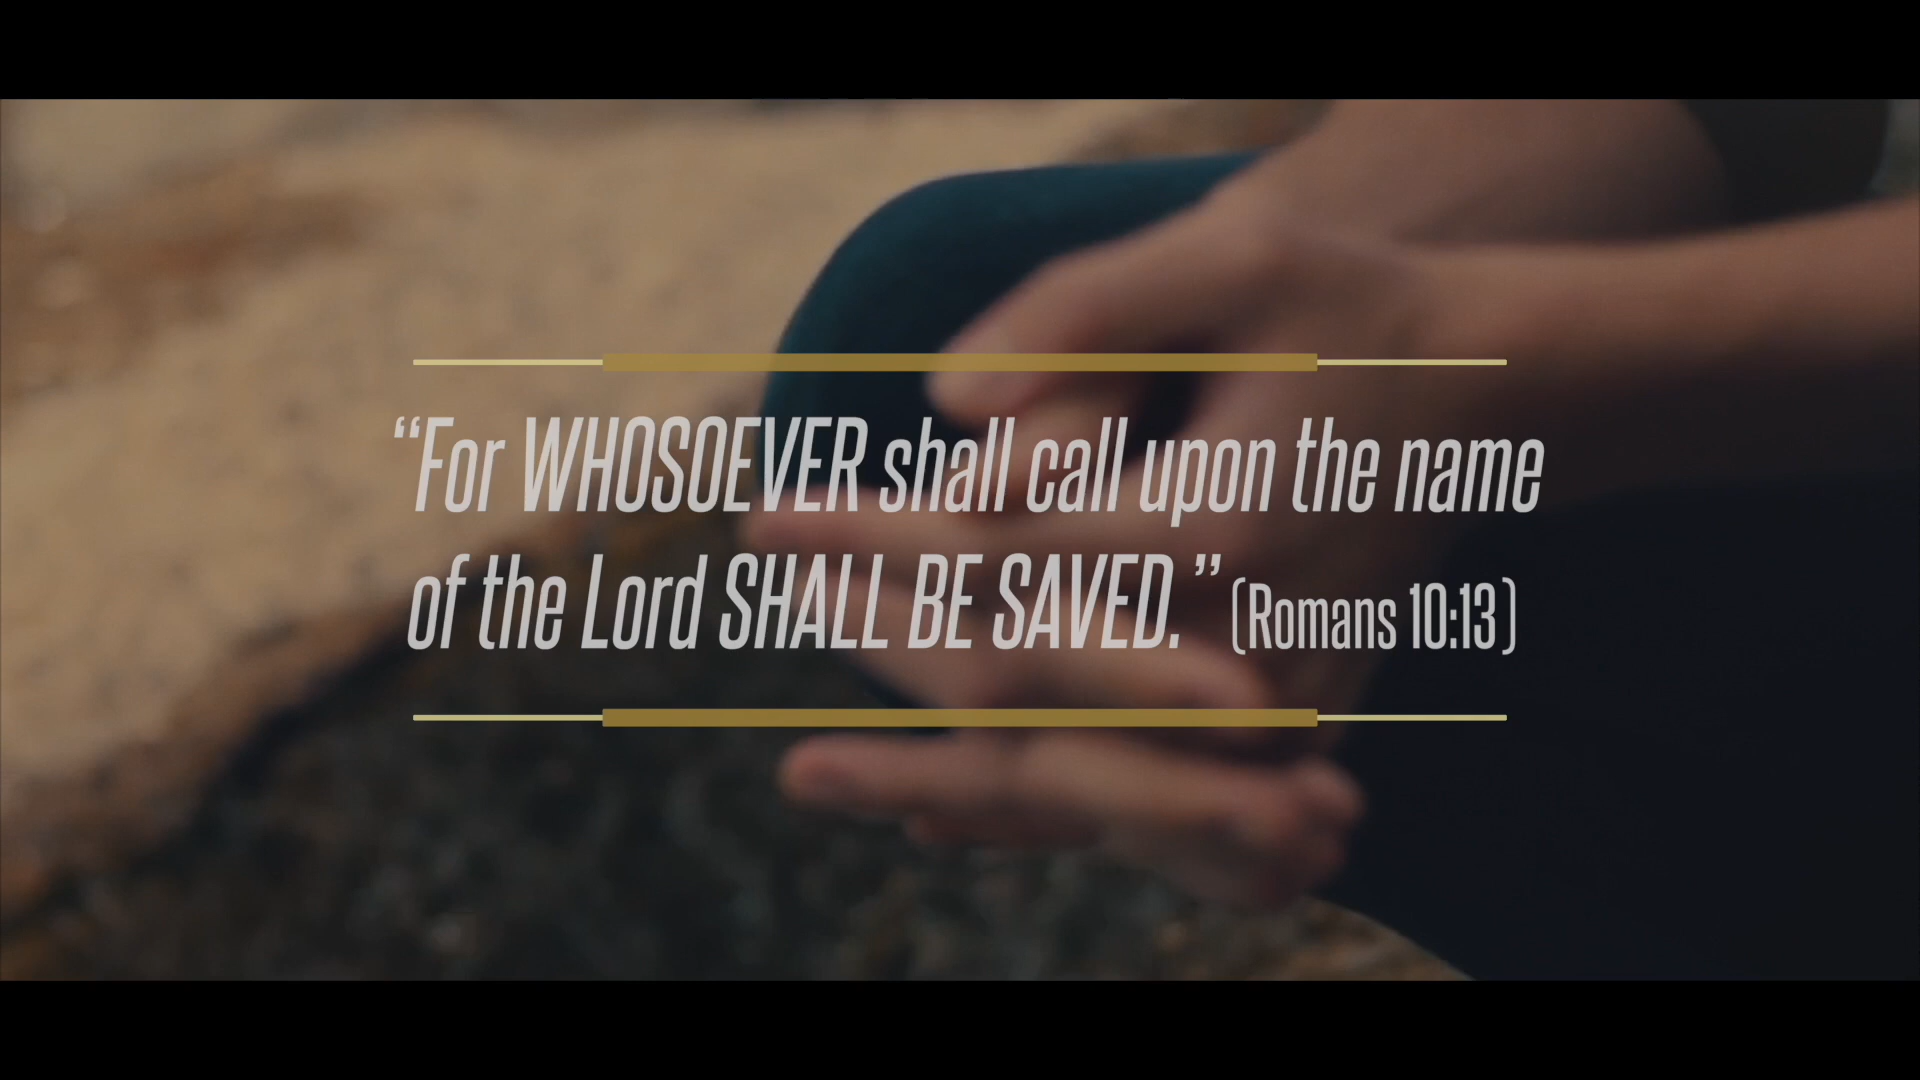 “For WHOSOEVER shall call upon the name
of the Lord SHALL BE SAVED.” (Romans 10:13)